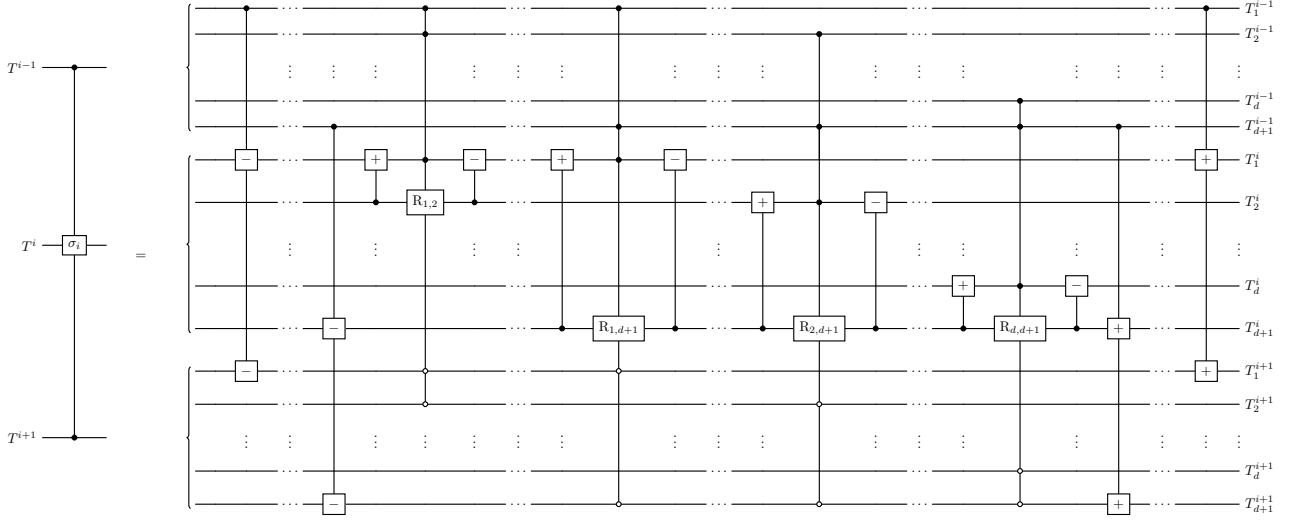 $T_1^{i-1}$
$T_2^{i-1}$
$T^{i-1}$ ⋮ ⋮ ⋮ ⋮ ⋮ ⋮ ⋮ ⋮ ⋮ ⋮ ⋮ ⋮
$T_d^{i-1}$
··· ··· ··· ··· ··· ··· $T_{d+1}^{i-1}$
− + − + − + $T_1^i$
$R_{1,2}$ + − $T_2^i$
$T^i$ $\sigma_i$ = ⋮ ⋮ ⋮ ⋮ ⋮ ⋮ ⋮ ⋮
+ − $T_d^i$
− $R_{1,d+1}$ $R_{2,d+1}$ $R_{d,d+1}$ + $T_{d+1}^i$
− + $T_1^{i+1}$
$T_2^{i+1}$
$T^{i+1}$ ⋮ ⋮ ⋮ ⋮ ⋮ ⋮ ⋮ ⋮ ⋮ ⋮ ⋮ ⋮
$T_d^{i+1}$
− + $T_{d+1}^{i+1}$